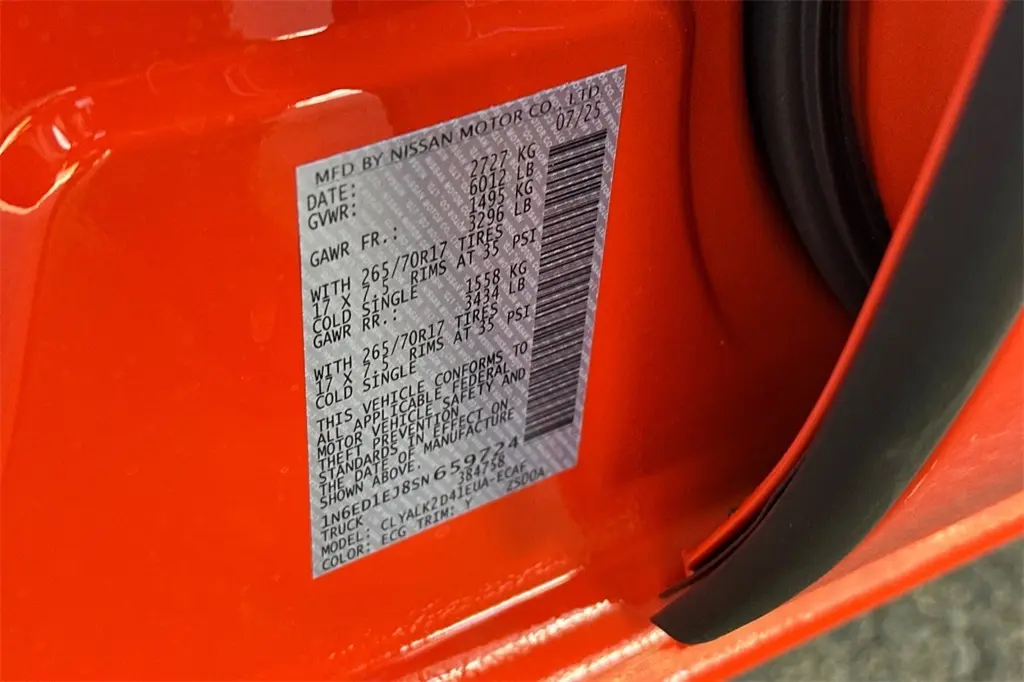 MFD BY NISSAN MOTOR CO., LTD.
DATE: 07/25
GVWR: 2727 KG
6012 LB
GAWR FR.: 1495 KG
3296 LB
WITH 265/70R17 TIRES
17 X 7.5 RIMS AT 35 PSI
COLD SINGLE
GAWR RR.: 1558 KG
3434 LB
WITH 265/70R17 TIRES
17 X 7.5 RIMS AT 35 PSI
COLD SINGLE
THIS VEHICLE CONFORMS TO
ALL APPLICABLE FEDERAL
MOTOR VEHICLE SAFETY AND
THEFT PREVENTION
STANDARDS IN EFFECT ON
THE DATE OF MANUFACTURE
SHOWN ABOVE.
1N6ED1EJ8SN659724
TRUCK 384758
MODEL: CLYALK2D41EUA-ECAF
COLOR: ECG TRIM: Y 25D0A